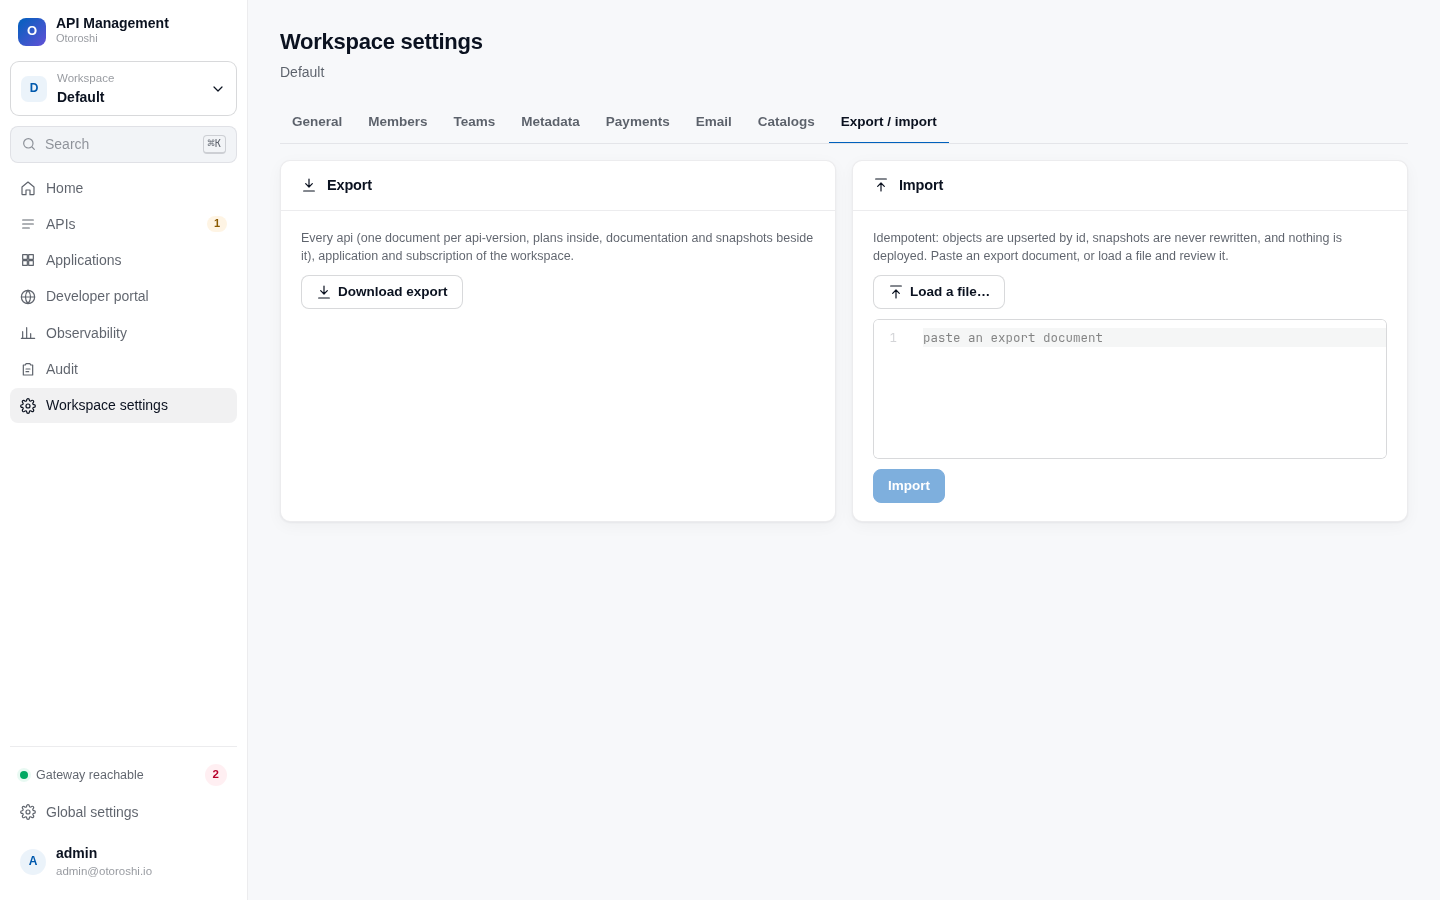 O
API Management
Otoroshi
D
Workspace
Default
Search
⌘K
Home
APIs
1
Applications
Developer portal
Observability
Audit
Workspace settings
Gateway reachable
2
Global settings
A
admin
admin@otoroshi.io
Workspace settings
Default
General
Members
Teams
Metadata
Payments
Email
Catalogs
Export / import
Export
Every api (one document per api-version, plans inside, documentation and snapshots beside
it), application and subscription of the workspace.
Download export
Import
Idempotent: objects are upserted by id, snapshots are never rewritten, and nothing is
deployed. Paste an export document, or load a file and review it.
Load a file…
1
paste an export document
Import